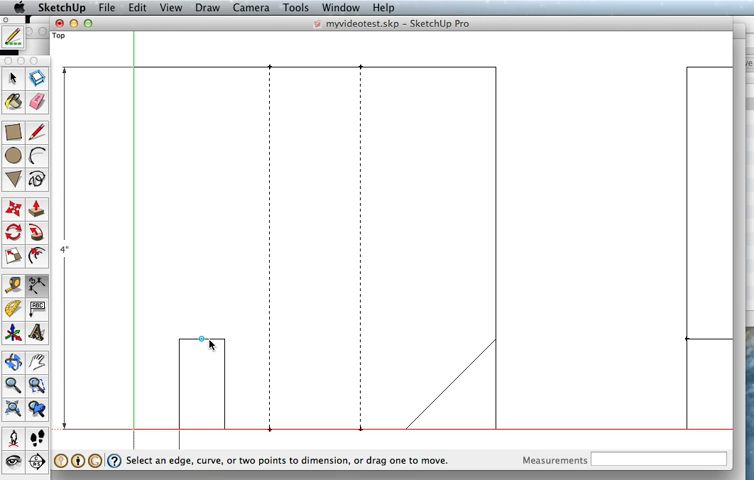 SketchUp File Edit View Draw Camera Tools Window Help
myvideotest.skp – SketchUp Pro
Top
4"
ABC
Select an edge, curve, or two points to dimension, or drag one to move. Measurements